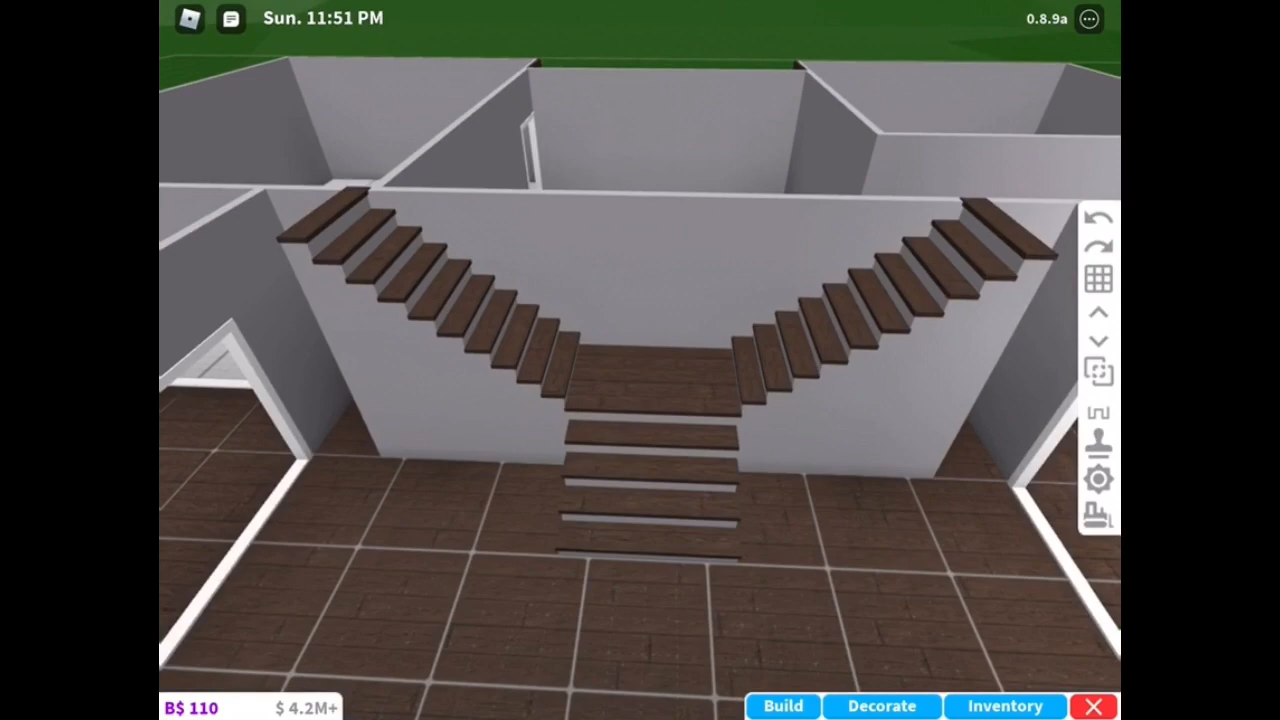 Sun. 11:51 PM
0.8.9a
B$ 110
$ 4.2M+
Build
Decorate
Inventory